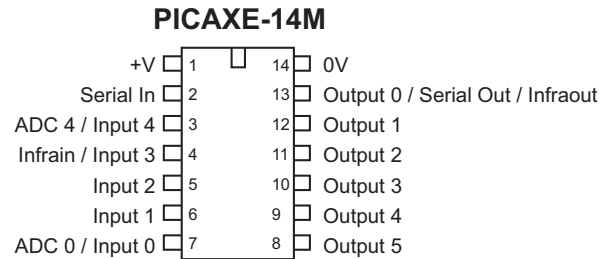 PICAXE-14M
+V 1 14 0V
Serial In 2 13 Output 0 / Serial Out / Infraout
ADC 4 / Input 4 3 12 Output 1
Infrain / Input 3 4 11 Output 2
Input 2 5 10 Output 3
Input 1 6 9 Output 4
ADC 0 / Input 0 7 8 Output 5